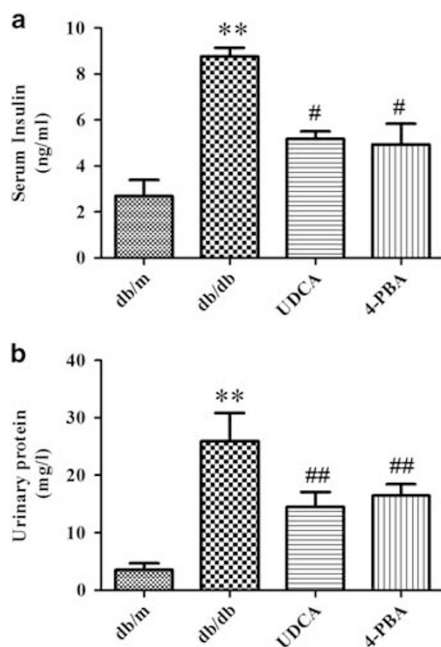 a
Serum Insulin
(ng/ml)
10
8
6
4
2
0
**
#
#
db/m
db/db
UDCA
4-PBA
b
Urinary protein
(mg/l)
40
30
20
10
0
**
##
##
db/m
db/db
UDCA
4-PBA